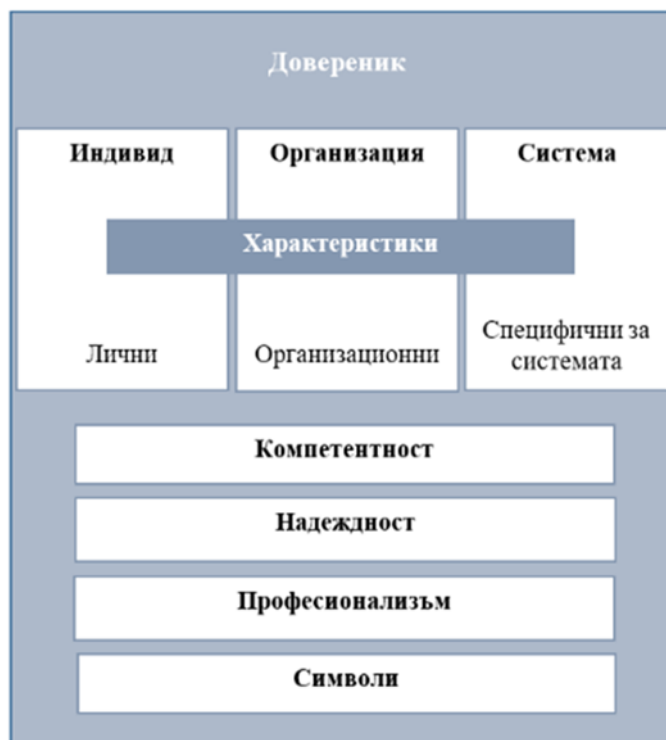 Довереник
Индивид
Организация
Система
Характеристики
Лични
Организационни
Специфични за
системата
Компетентност
Надеждност
Професионализъм
Символи